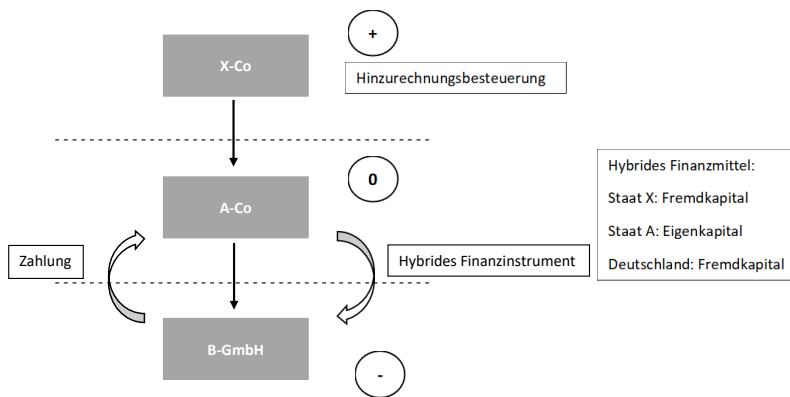 +
X-Co
Hinzurechnungsbesteuerung
0
A-Co
Hybrides Finanzmittel:
Staat X: Fremdkapital
Staat A: Eigenkapital
Deutschland: Fremdkapital
Zahlung
Hybrides Finanzinstrument
B-GmbH
-